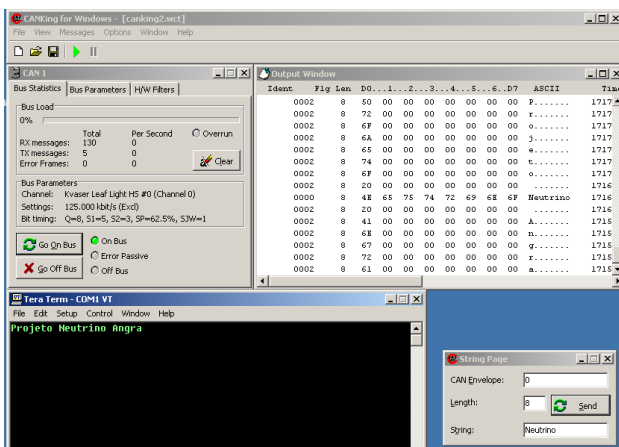 CANKing for Windows - [canking2.wct]
File View Messages Options Window Help
CAN 1
Bus Statistics Bus Parameters H/W Filters
Bus Load
0%
Total Per Second Overrun
RX messages: 130 0
TX messages: 5 0
Error Frames: 0 0
Clear
Bus Parameters
Channel: Kvaser Leaf Light HS #0 (Channel 0)
Settings: 125.000 kbit/s (Excl)
Bit timing: Q=8, S1=5, S2=3, SP=62.5%, SJW=1
Go On Bus
On Bus
Error Passive
Go Off Bus
Off Bus
Output Window
Ident Flg Len D0...1...2...3...4...5...6..D7 ASCII Tim
0002 8 50 00 00 00 00 00 00 00 P....... 1717
0002 8 72 00 00 00 00 00 00 00 r....... 1717
0002 8 6F 00 00 00 00 00 00 00 o....... 1717
0002 8 6A 00 00 00 00 00 00 00 j....... 1717
0002 8 65 00 00 00 00 00 00 00 e....... 1717
0002 8 74 00 00 00 00 00 00 00 t....... 1717
0002 8 6F 00 00 00 00 00 00 00 o....... 1717
0002 8 20 00 00 00 00 00 00 00 ....... 1716
0000 8 4E 65 75 74 72 69 6E 6F Neutrino 1716
0002 8 20 00 00 00 00 00 00 00 ....... 1716
0002 8 41 00 00 00 00 00 00 00 A....... 1715
0002 8 6E 00 00 00 00 00 00 00 n....... 1715
0002 8 67 00 00 00 00 00 00 00 g....... 1715
0002 8 72 00 00 00 00 00 00 00 r....... 1715
0002 8 61 00 00 00 00 00 00 00 a....... 1715
Tera Term - COM1 VT
File Edit Setup Control Window Help
Projeto Neutrino Angra
String Page
CAN Envelope: 0
Length: 8 Send
String: Neutrino